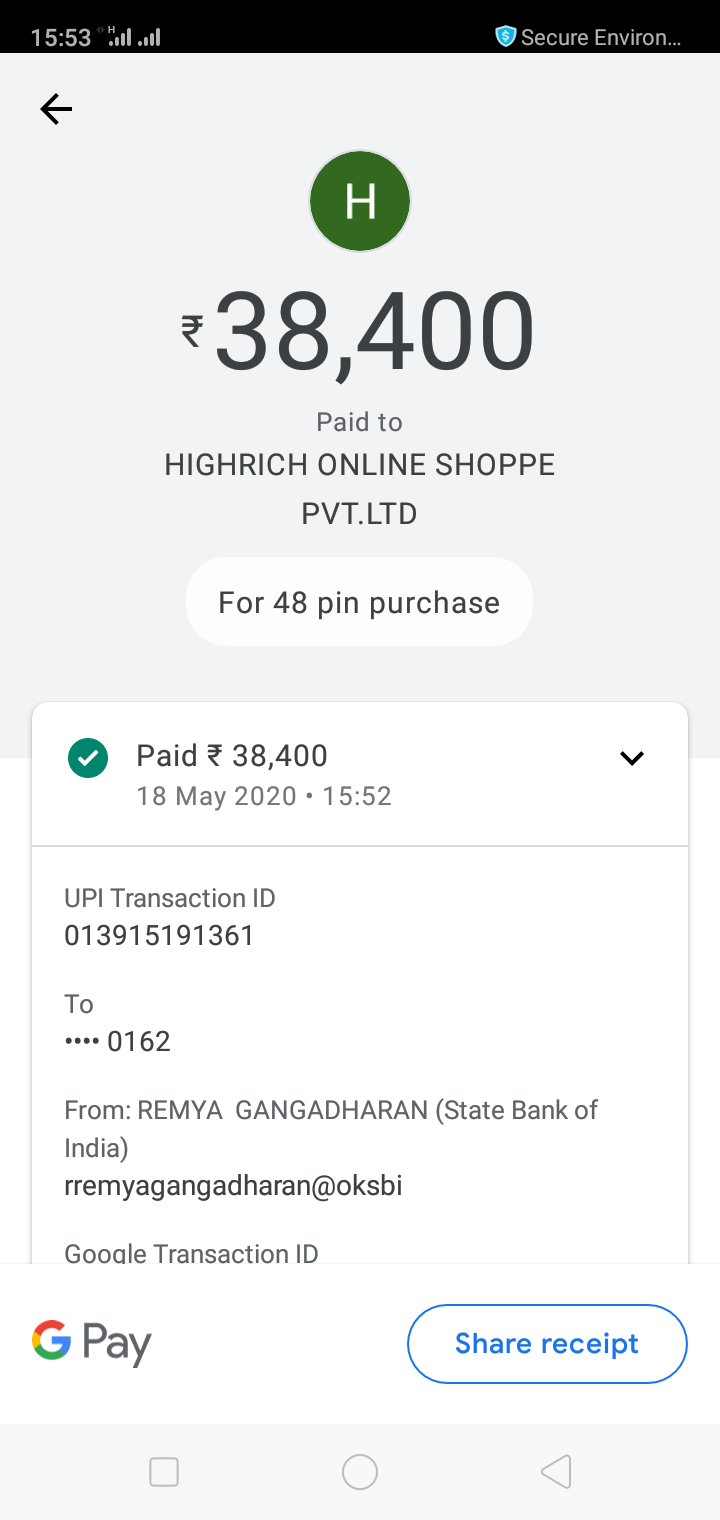 15:53
H
Secure Environ...
H
₹38,400
Paid to
HIGHRICH ONLINE SHOPPE
PVT.LTD
For 48 pin purchase
Paid ₹ 38,400
18 May 2020 • 15:52
UPI Transaction ID
013915191361
To
•••• 0162
From: REMYA  GANGADHARAN (State Bank of
India)
rremyagangadharan@oksbi
Google Transaction ID
G Pay
Share receipt